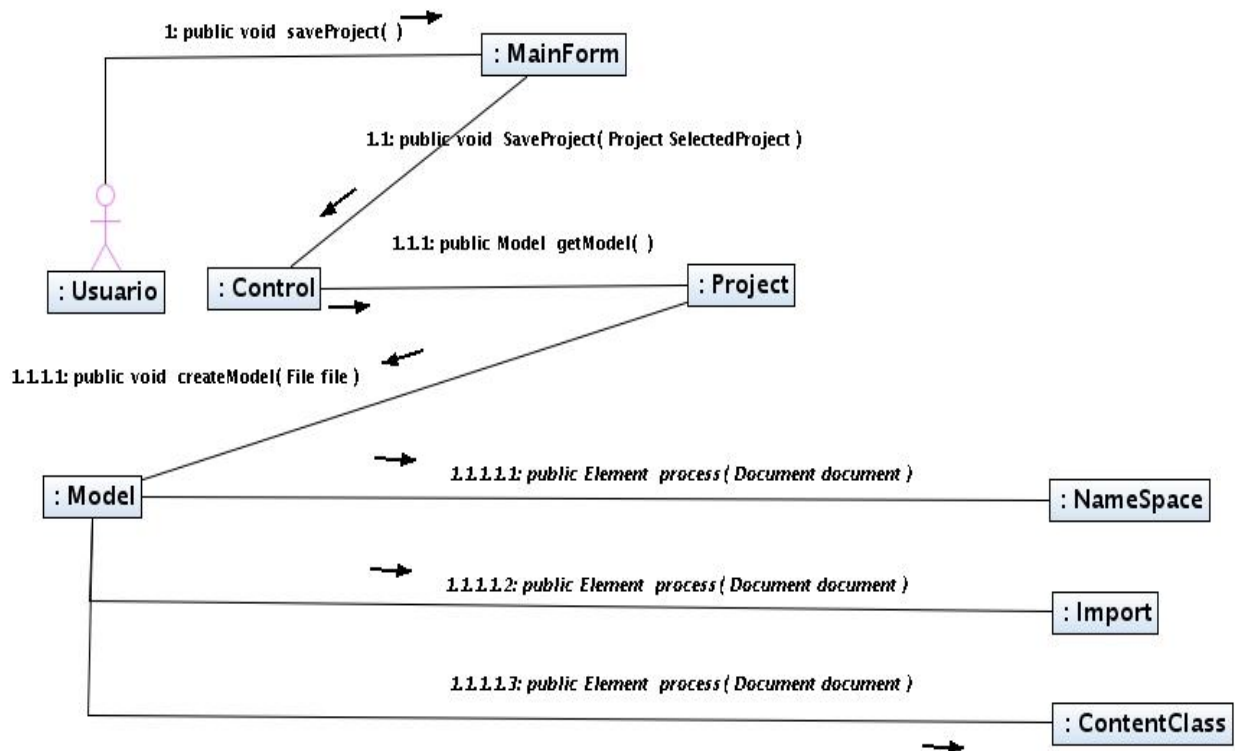 1: public void saveProject( )
: MainForm
1.1: public void SaveProject( Project SelectedProject )
1.1.1: public Model getModel( )
: Usuario
: Control
: Project
1.1.1.1: public void createModel( File file )
1.1.1.1.1: public Element process( Document document )
: Model
: NameSpace
1.1.1.1.2: public Element process( Document document )
: Import
1.1.1.1.3: public Element process( Document document )
: ContentClass